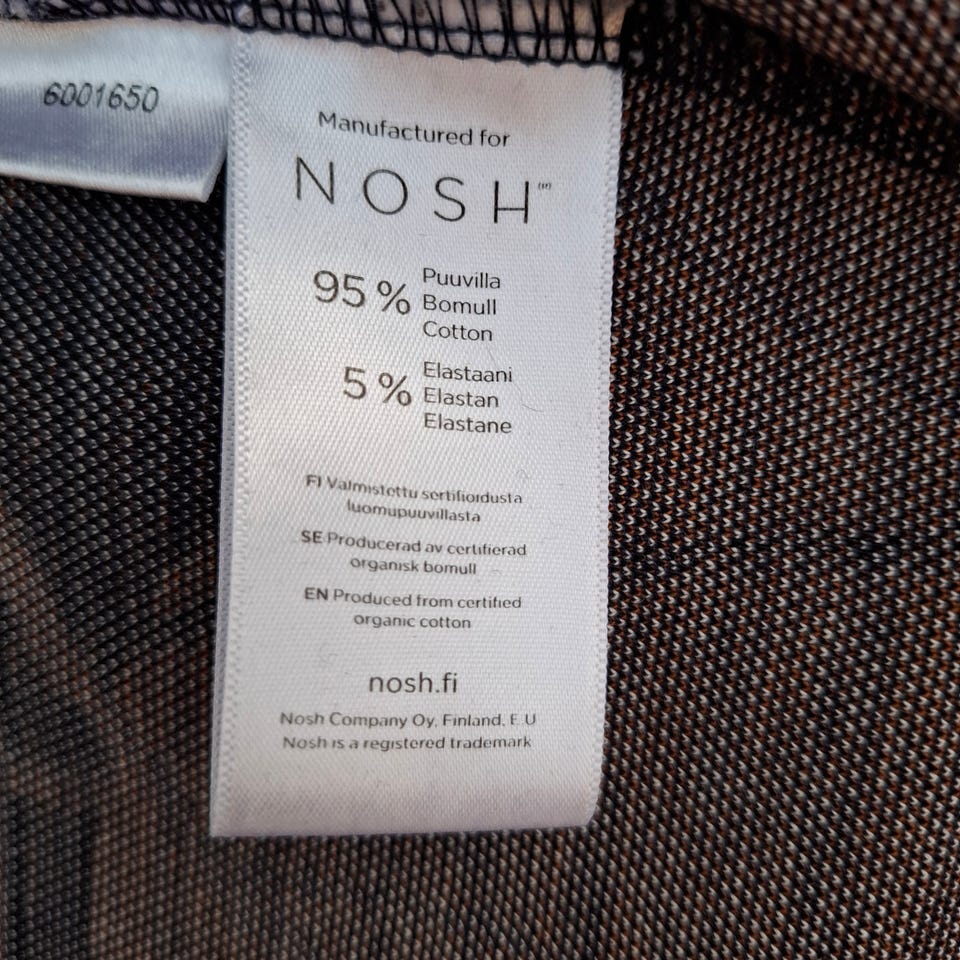 6001650
Manufactured for
NOSH
95 % Puuvilla
Bomull
Cotton
5 % Elastaani
Elastan
Elastane
FI Valmistettu sertifioidusta
luomupuuvillasta
SE Producerad av certifierad
organisk bomull
EN Produced from certified
organic cotton
nosh.fi
Nosh Company Oy, Finland, E.U
Nosh is a registered trademark